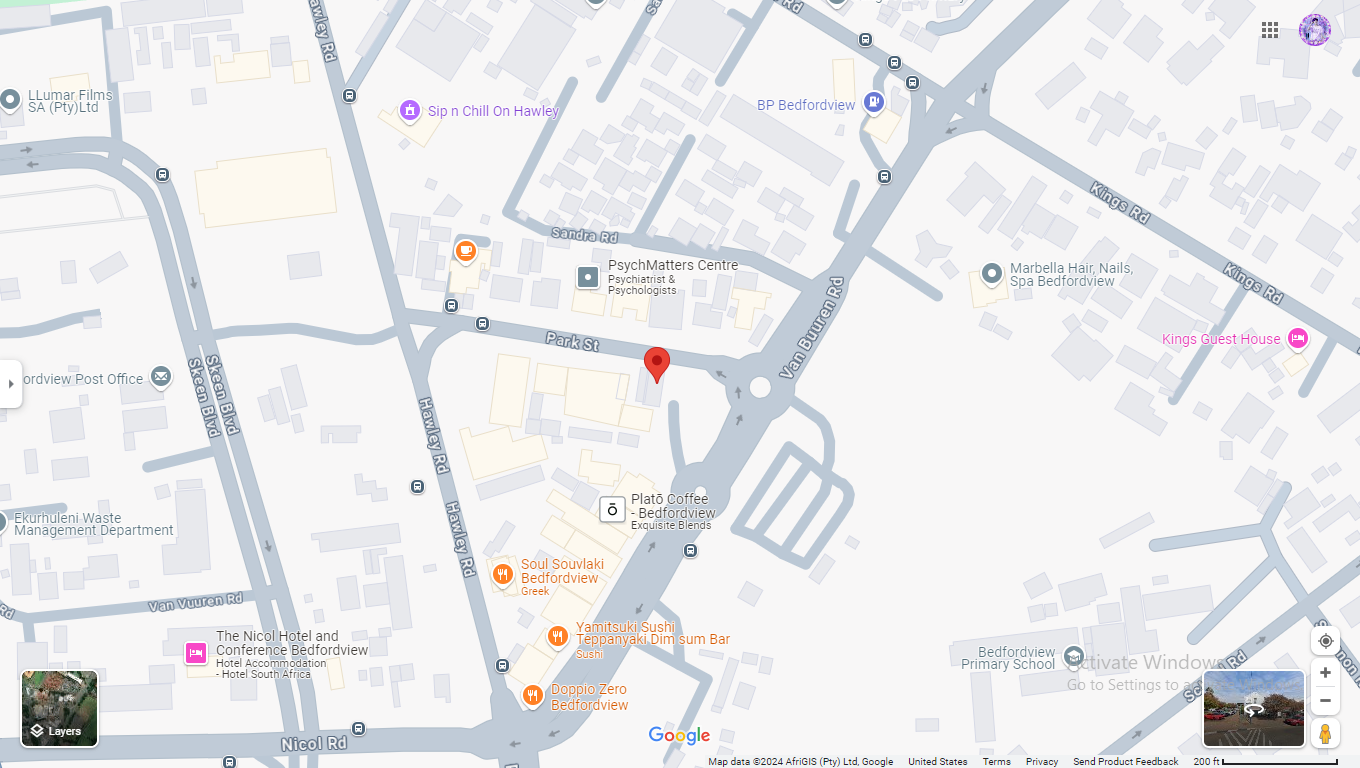 Hawley Rd
Rd
LLumar Films
SA (Pty)Ltd
Sip n Chill On Hawley
BP Bedfordview
Kings Rd
Sandra Rd
PsychMatters Centre
Psychiatrist &
Psychologists
Marbella Hair, Nails,
Spa Bedfordview
Kings Rd
Van Buuren Rd
Kings Guest House
Park St
ordview Post Office
Skeen Blvd
Skeen Blvd
Hawley Rd
Platō Coffee
- Bedfordview
Exquisite Blends
ō
Hawley Rd
Ekurhuleni Waste
Management Department
Soul Souvlaki
Bedfordview
Greek
Van Vuuren Rd
Rd
Yamitsuki Sushi
Teppanyaki Dim sum Bar
Sushi
The Nicol Hotel and
Conference Bedfordview
Hotel Accommodation
- Hotel South Africa
Bedfordview
Primary School
Activate Windows
Go to Settings to a
Doppio Zero
Bedfordview
Layers
Nicol Rd
Google
Map data ©2024 AfriGIS (Pty) Ltd, Google
United States
Terms
Privacy
Send Product Feedback
200 ft